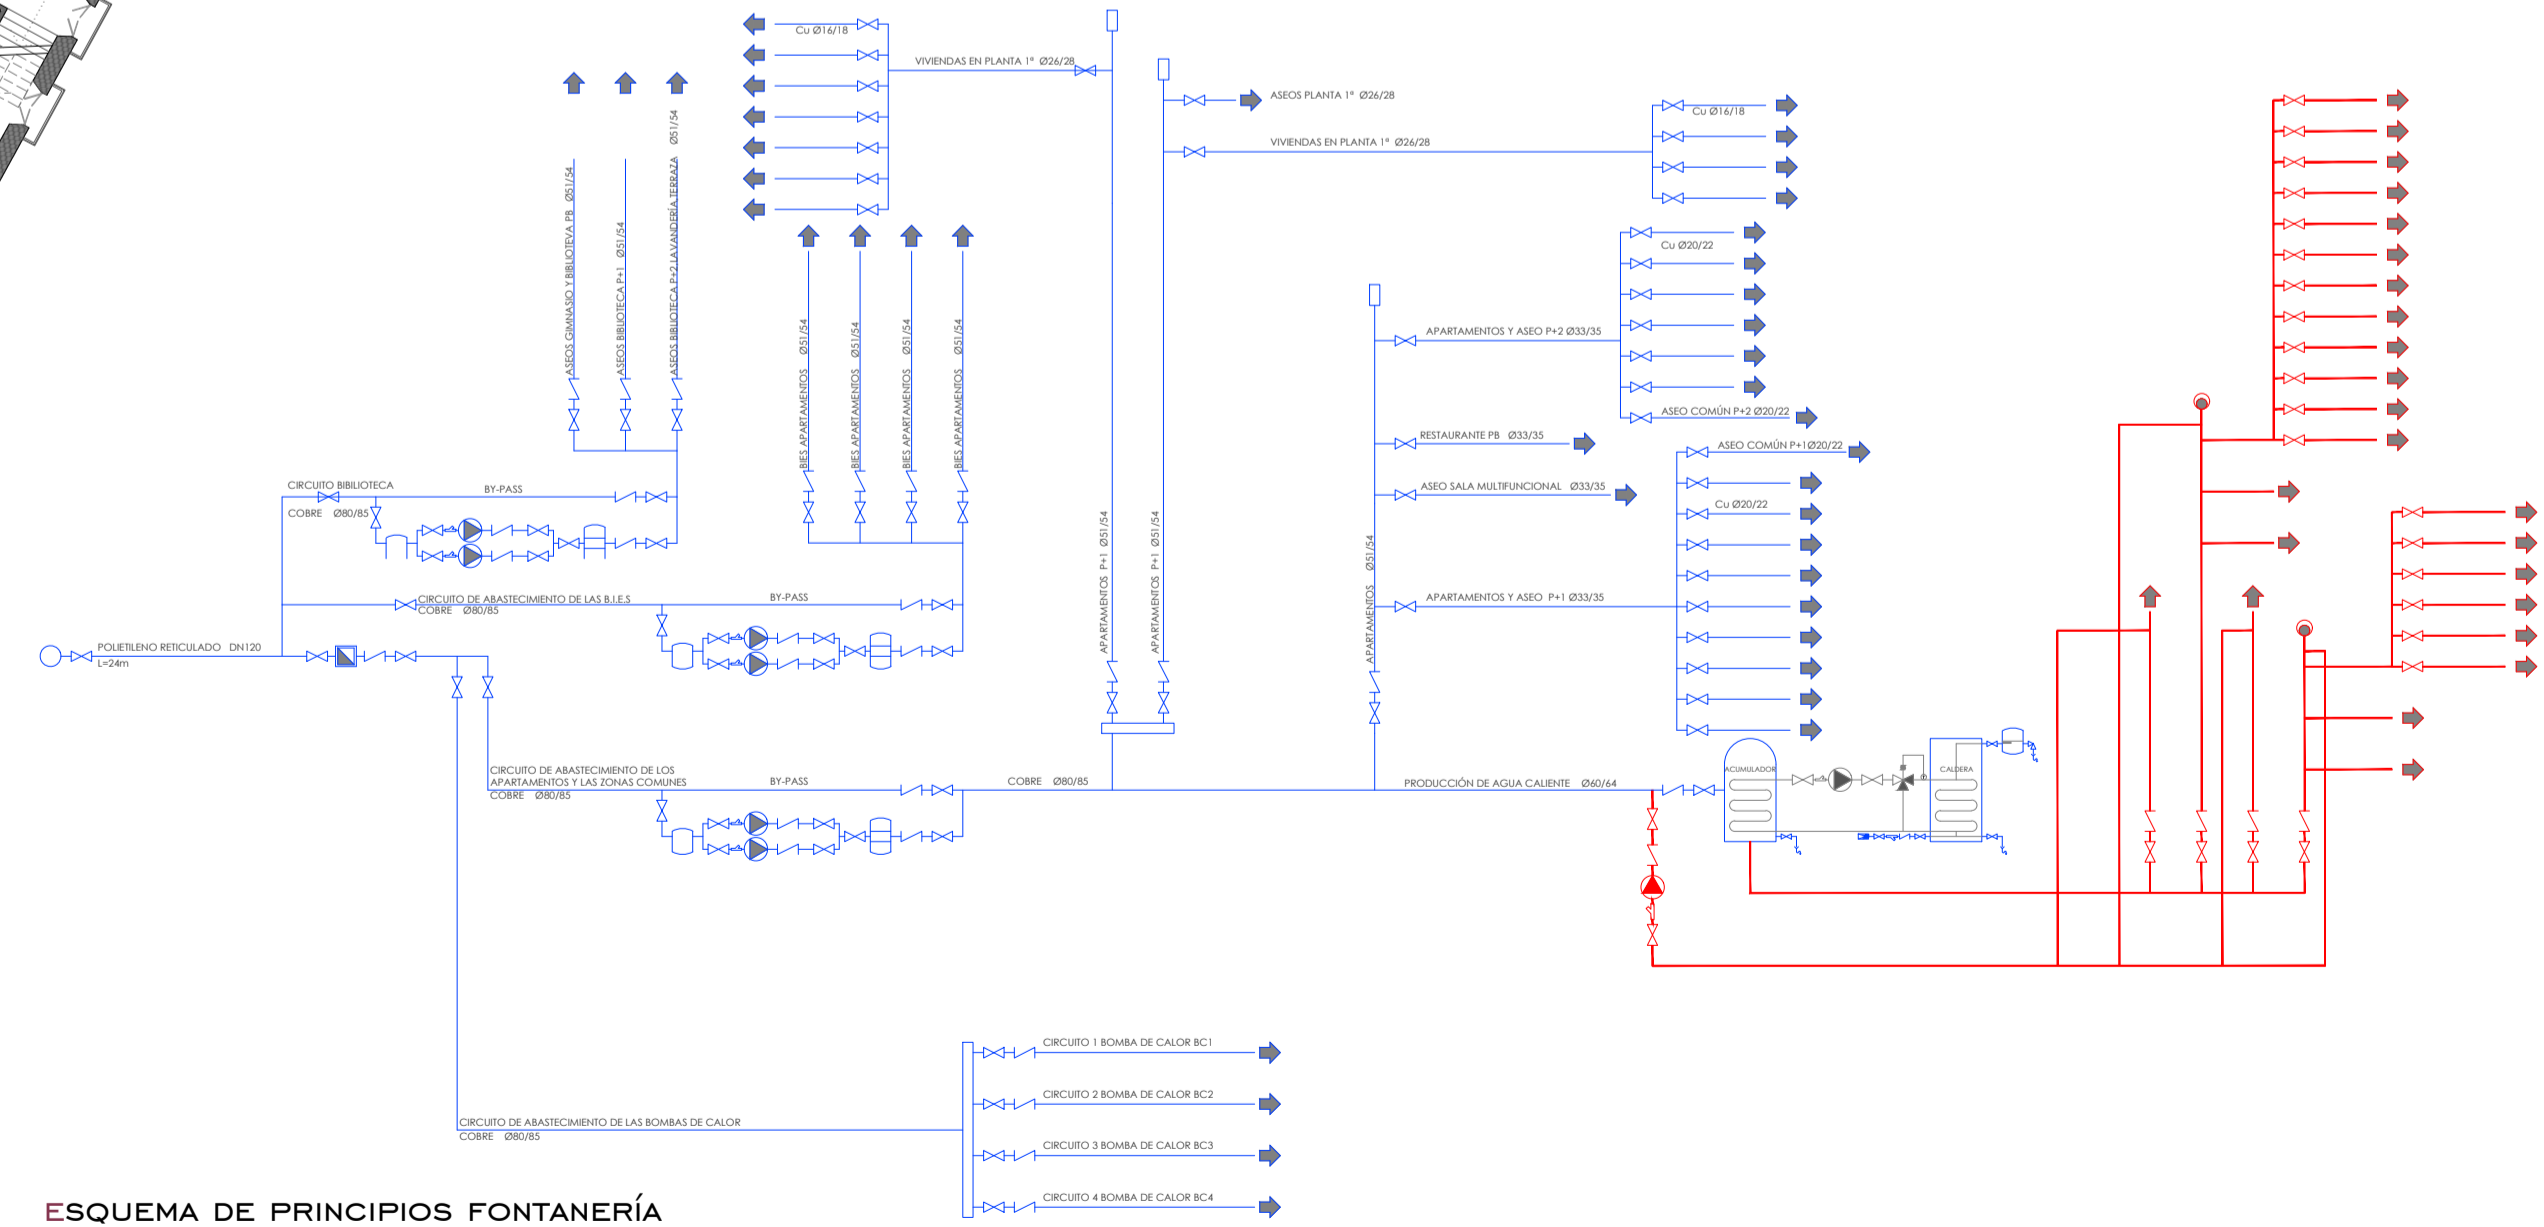 Cu Ø16/18
VIVIENDAS EN PLANTA 1ª Ø26/28
ASEOS PLANTA 1ª Ø26/28
VIVIENDAS EN PLANTA 1ª Ø26/28
Cu Ø16/18
ASEOS GIMNASIO Y BIBLIOTEVA PB Ø51/54
ASEOS BIBLIOTECA P+1 Ø51/54
ASEOS BIBLIOTECA P+2,LAVANDERÍA,TERRAZA Ø51/54
BIES APARTAMENTOS Ø51/54
BIES APARTAMENTOS Ø51/54
BIES APARTAMENTOS Ø51/54
BIES APARTAMENTOS Ø51/54
Cu Ø20/22
APARTAMENTOS Y ASEO P+2 Ø33/35
ASEO COMÚN P+2 Ø20/22
RESTAURANTE PB Ø33/35
ASEO COMÚN P+1Ø20/22
ASEO SALA MULTIFUNCIONAL Ø33/35
Cu Ø20/22
APARTAMENTOS Y ASEO P+1 Ø33/35
CIRCUITO BIBILIOTECA
BY-PASS
COBRE Ø80/85
APARTAMENTOS P+1 Ø51/54
APARTAMENTOS P+1 Ø51/54
APARTAMENTOS Ø51/54
CIRCUITO DE ABASTECIMIENTO DE LAS B.I.E.S
BY-PASS
COBRE Ø80/85
POLIETILENO RETICULADO DN120
L=24m
CIRCUITO DE ABASTECIMIENTO DE LOS
APARTAMENTOS Y LAS ZONAS COMUNES
BY-PASS
COBRE Ø80/85
COBRE Ø80/85
PRODUCCIÓN DE AGUA CALIENTE Ø60/64
ACUMULADOR
CALDERA
CIRCUITO 1 BOMBA DE CALOR BC1
CIRCUITO 2 BOMBA DE CALOR BC2
CIRCUITO DE ABASTECIMIENTO DE LAS BOMBAS DE CALOR
COBRE Ø80/85
CIRCUITO 3 BOMBA DE CALOR BC3
CIRCUITO 4 BOMBA DE CALOR BC4
ESQUEMA DE PRINCIPIOS FONTANERÍA